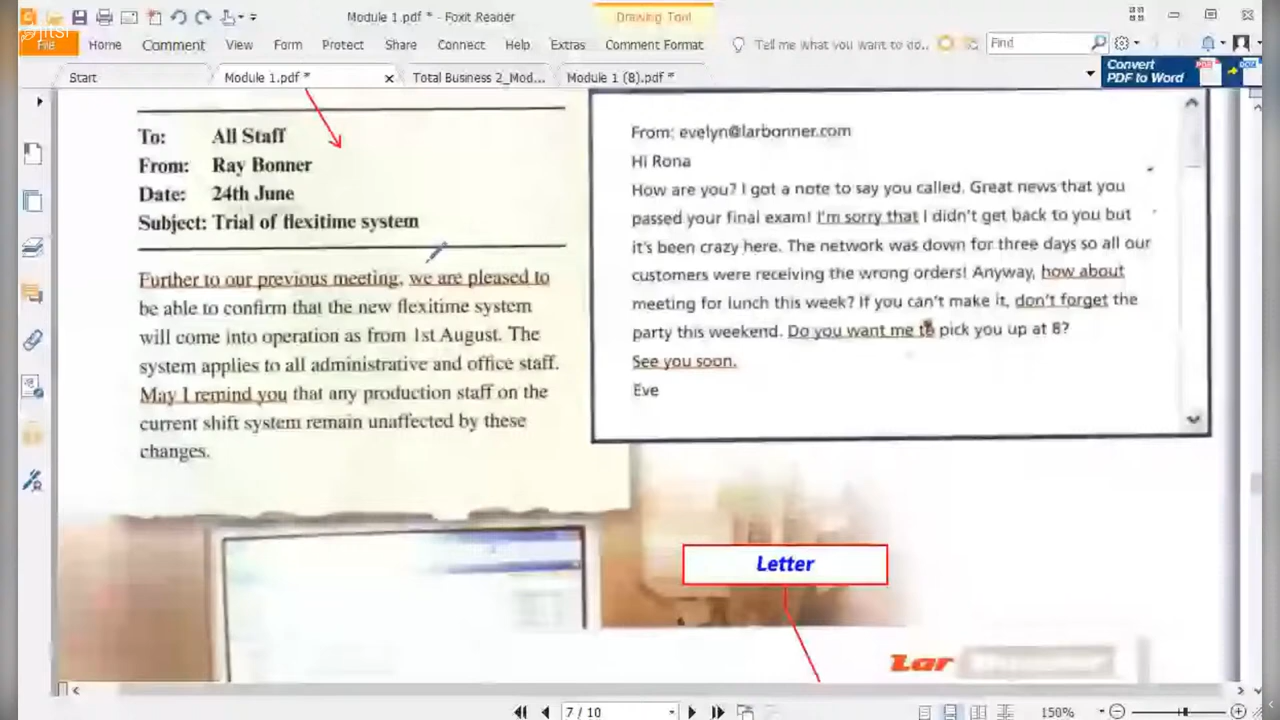 Module 1.pdf * - Foxit Reader
Drawing Tool
jitsi
File Home Comment View Form Protect Share Connect Help Extras Comment Format Tell me what you want to do.. Find
Start Module 1.pdf * Total Business 2_Mod... Module 1 (8).pdf *
Convert
PDF to Word
To: All Staff
From: Ray Bonner
Date: 24th June
Subject: Trial of flexitime system
Further to our previous meeting, we are pleased to
be able to confirm that the new flexitime system
will come into operation as from 1st August. The
system applies to all administrative and office staff.
May I remind you that any production staff on the
current shift system remain unaffected by these
changes.
From: evelyn@larbonner.com
Hi Rona
How are you? I got a note to say you called. Great news that you
passed your final exam! I'm sorry that I didn't get back to you but
it's been crazy here. The network was down for three days so all our
customers were receiving the wrong orders! Anyway, how about
meeting for lunch this week? If you can't make it, don't forget the
party this weekend. Do you want me to pick you up at 8?
See you soon.
Eve
Letter
Lar
7 / 10
150%